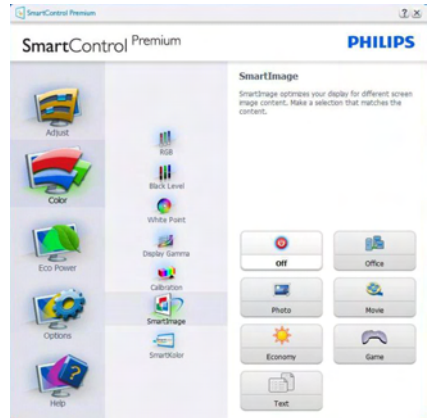 SmartControl Premium
SmartControl Premium
PHILIPS
Adjust
Color
Eco Power
Options
Help
RGB
Black Level
White Point
Display Gamma
Calibration
SmartImage
SmartKolor
SmartImage
SmartImage optimizes your display for different screen
image content. Make a selection that matches the
content.
Off
Office
Photo
Movie
Economy
Game
Text